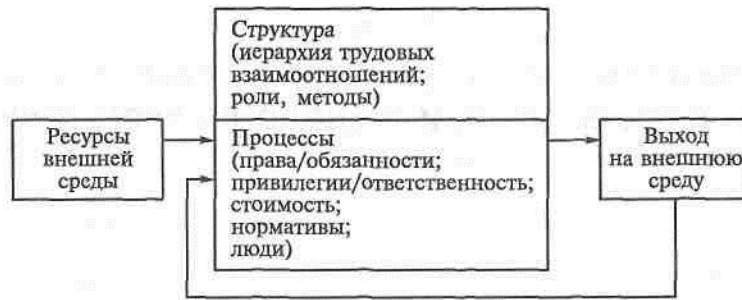 Структура
(иерархия трудовых
взаимоотношений;
роли, методы)
Ресурсы
внешней
среды
Процессы
(права/обязанности;
привилегии/ответственность;
стоимость;
нормативы;
люди)
Выход
на внешнюю
среду